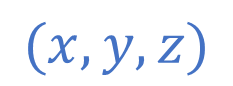 (x, y, z)